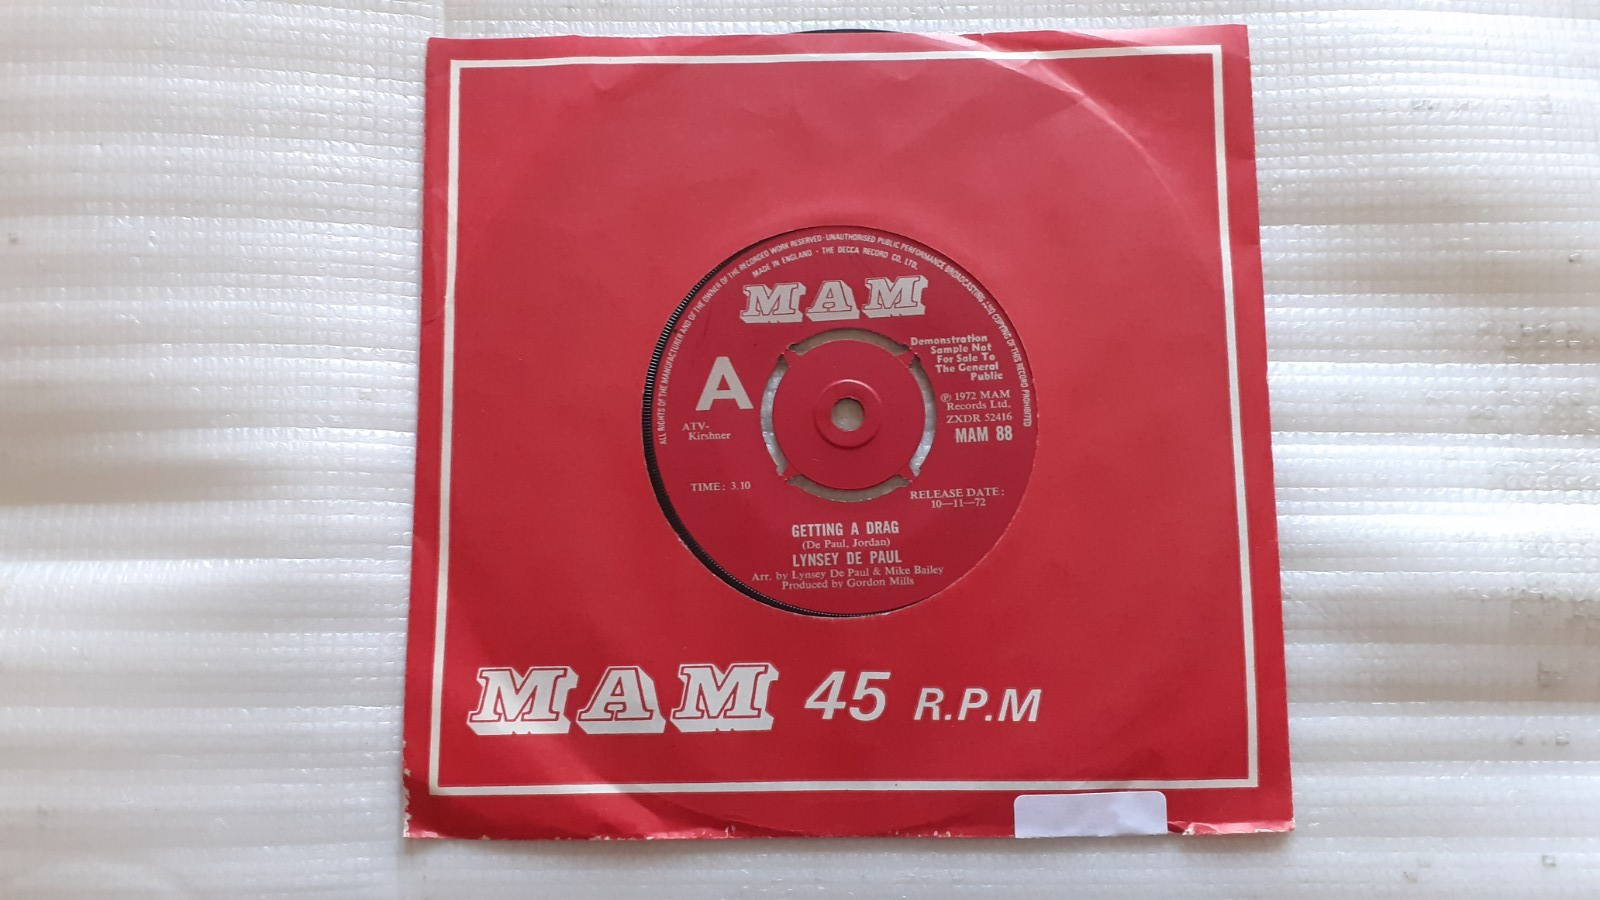 ALL RIGHTS OF THE MANUFACTURER AND OF THE OWNER OF THE RECORDED WORK RESERVED · UNAUTHORISED PUBLIC PERFORMANCE BROADCASTING AND COPYING OF THIS RECORD PROHIBITED
MADE IN ENGLAND · THE DECCA RECORD CO. LTD.
MAM
Demonstration
Sample Not
For Sale To
The General
Public
A
℗ 1972 MAM
Records Ltd.
ZXDR 52416
MAM 88
ATV-
Kirshner
TIME: 3.10
RELEASE DATE:
10—11—72
GETTING A DRAG
(De Paul, Jordan)
LYNSEY DE PAUL
Arr. by Lynsey De Paul & Mike Bailey
Produced by Gordon Mills
MAM 45 R.P.M